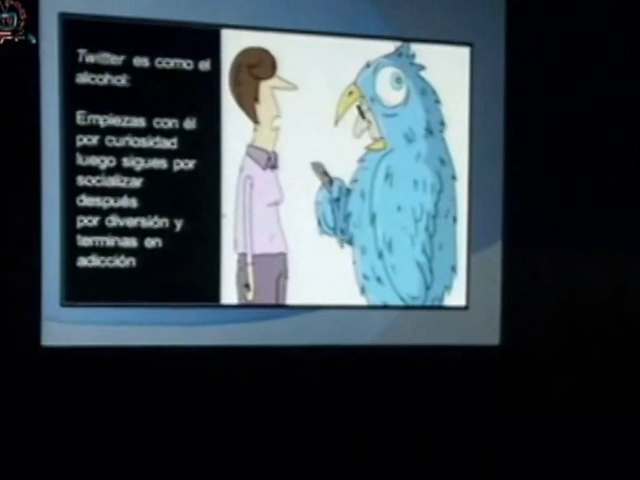 Twitter es como el
alcohol:
Empiezas con él
por curiosidad
luego sigues por
socializar
después
por diversión y
terminas en
adicción